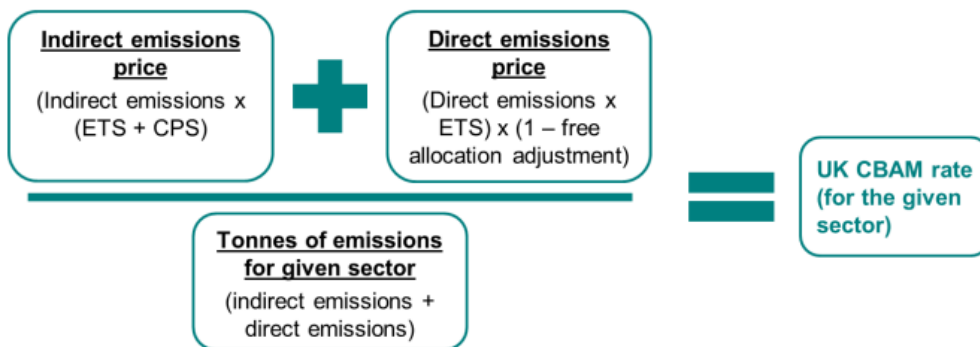 Indirect emissions
price
(Indirect emissions x
(ETS + CPS)
Direct emissions
price
(Direct emissions x
ETS) x (1 – free
allocation adjustment)
Tonnes of emissions
for given sector
(indirect emissions +
direct emissions)
UK CBAM rate
(for the given
sector)